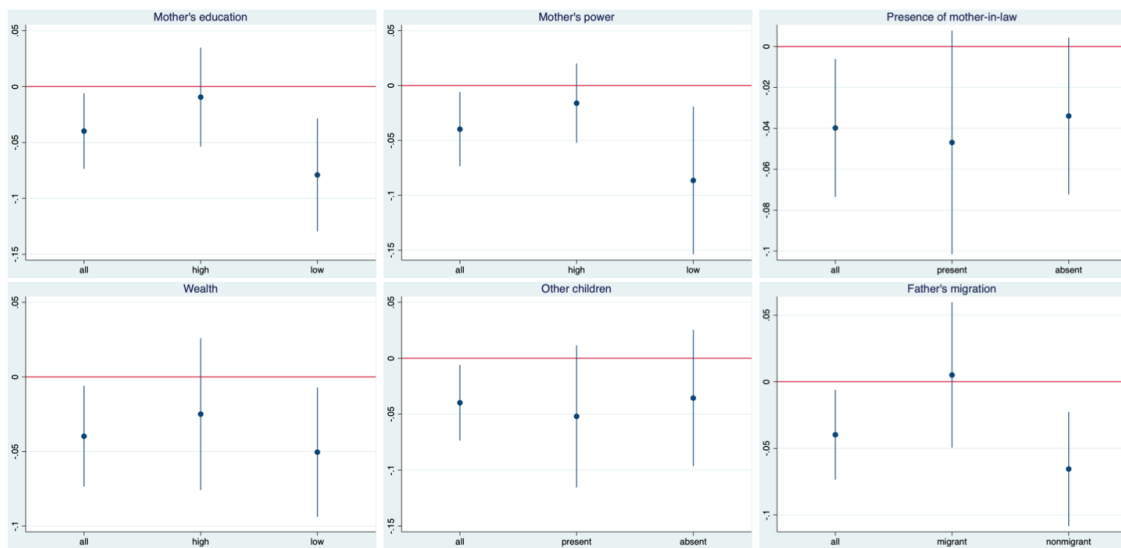 Mother's education
.05
0
-.05
-.1
-.15
all high low
Mother's power
.05
0
-.05
-.1
-.15
all high low
Presence of mother-in-law
0
-.02
-.04
-.06
-.08
-.1
all present absent
Wealth
.05
0
-.05
-.1
all high low
Other children
.05
0
-.05
-.1
-.15
all present absent
Father's migration
.05
0
-.05
-.1
all migrant nonmigrant